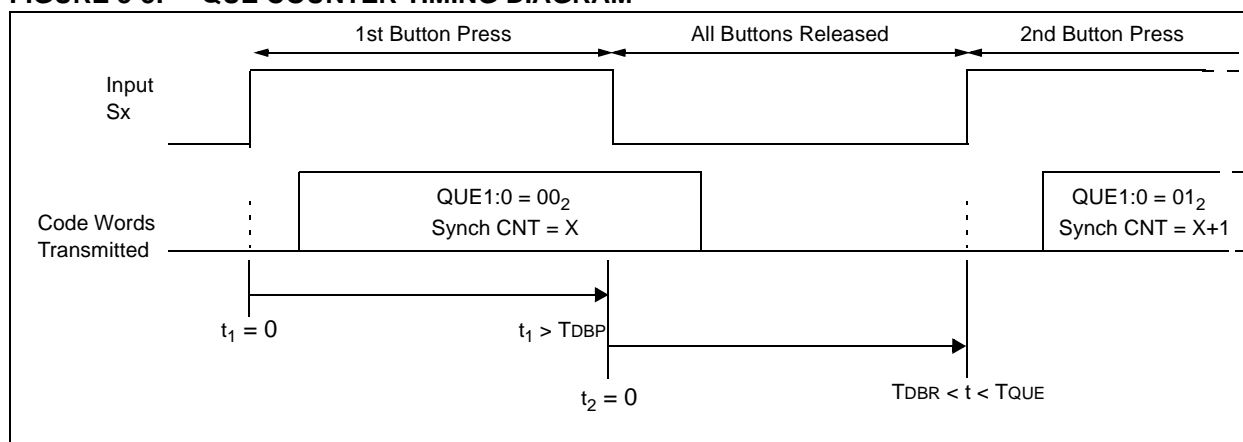 FIGURE 3-3: QUE COUNTER TIMING DIAGRAM
1st Button Press
All Buttons Released
2nd Button Press
Input
Sx
QUE1:0 = 00₂
Synch CNT = X
QUE1:0 = 01₂
Synch CNT = X+1
Code Words
Transmitted
t₁ = 0
t₁ > TDBP
t₂ = 0
TDBR < t < TQUE